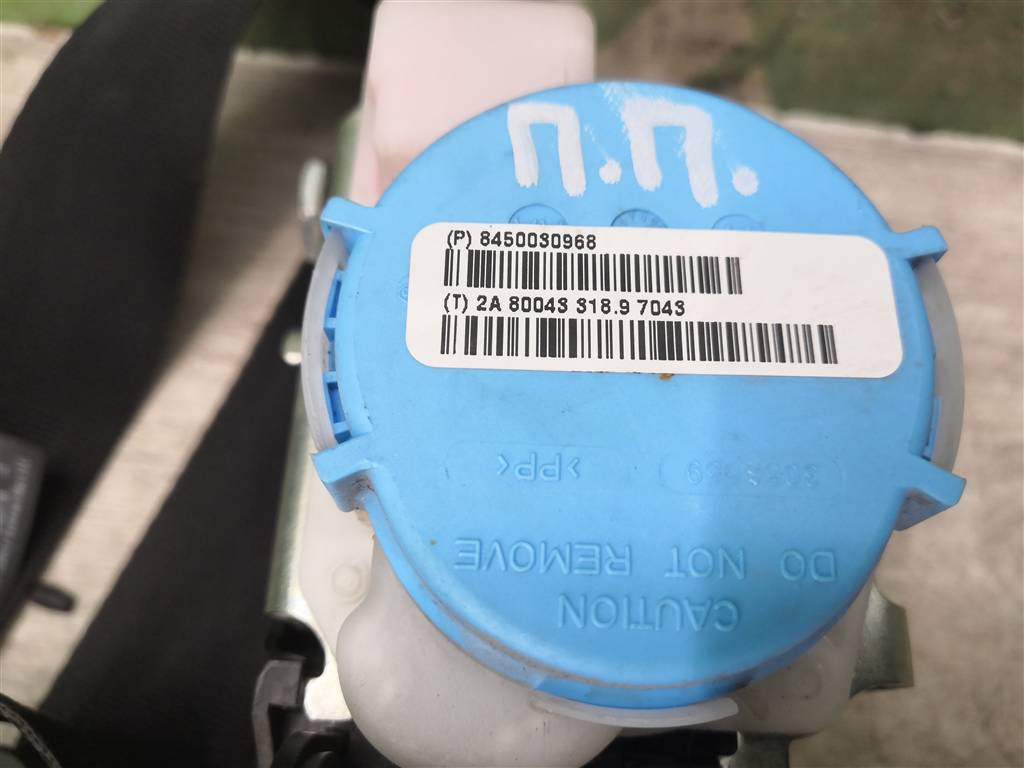 П.П.
(P) 8450030968
(T) 2A 80043 318.9 7043
>PP<
DO NOT REMOVE
CAUTION